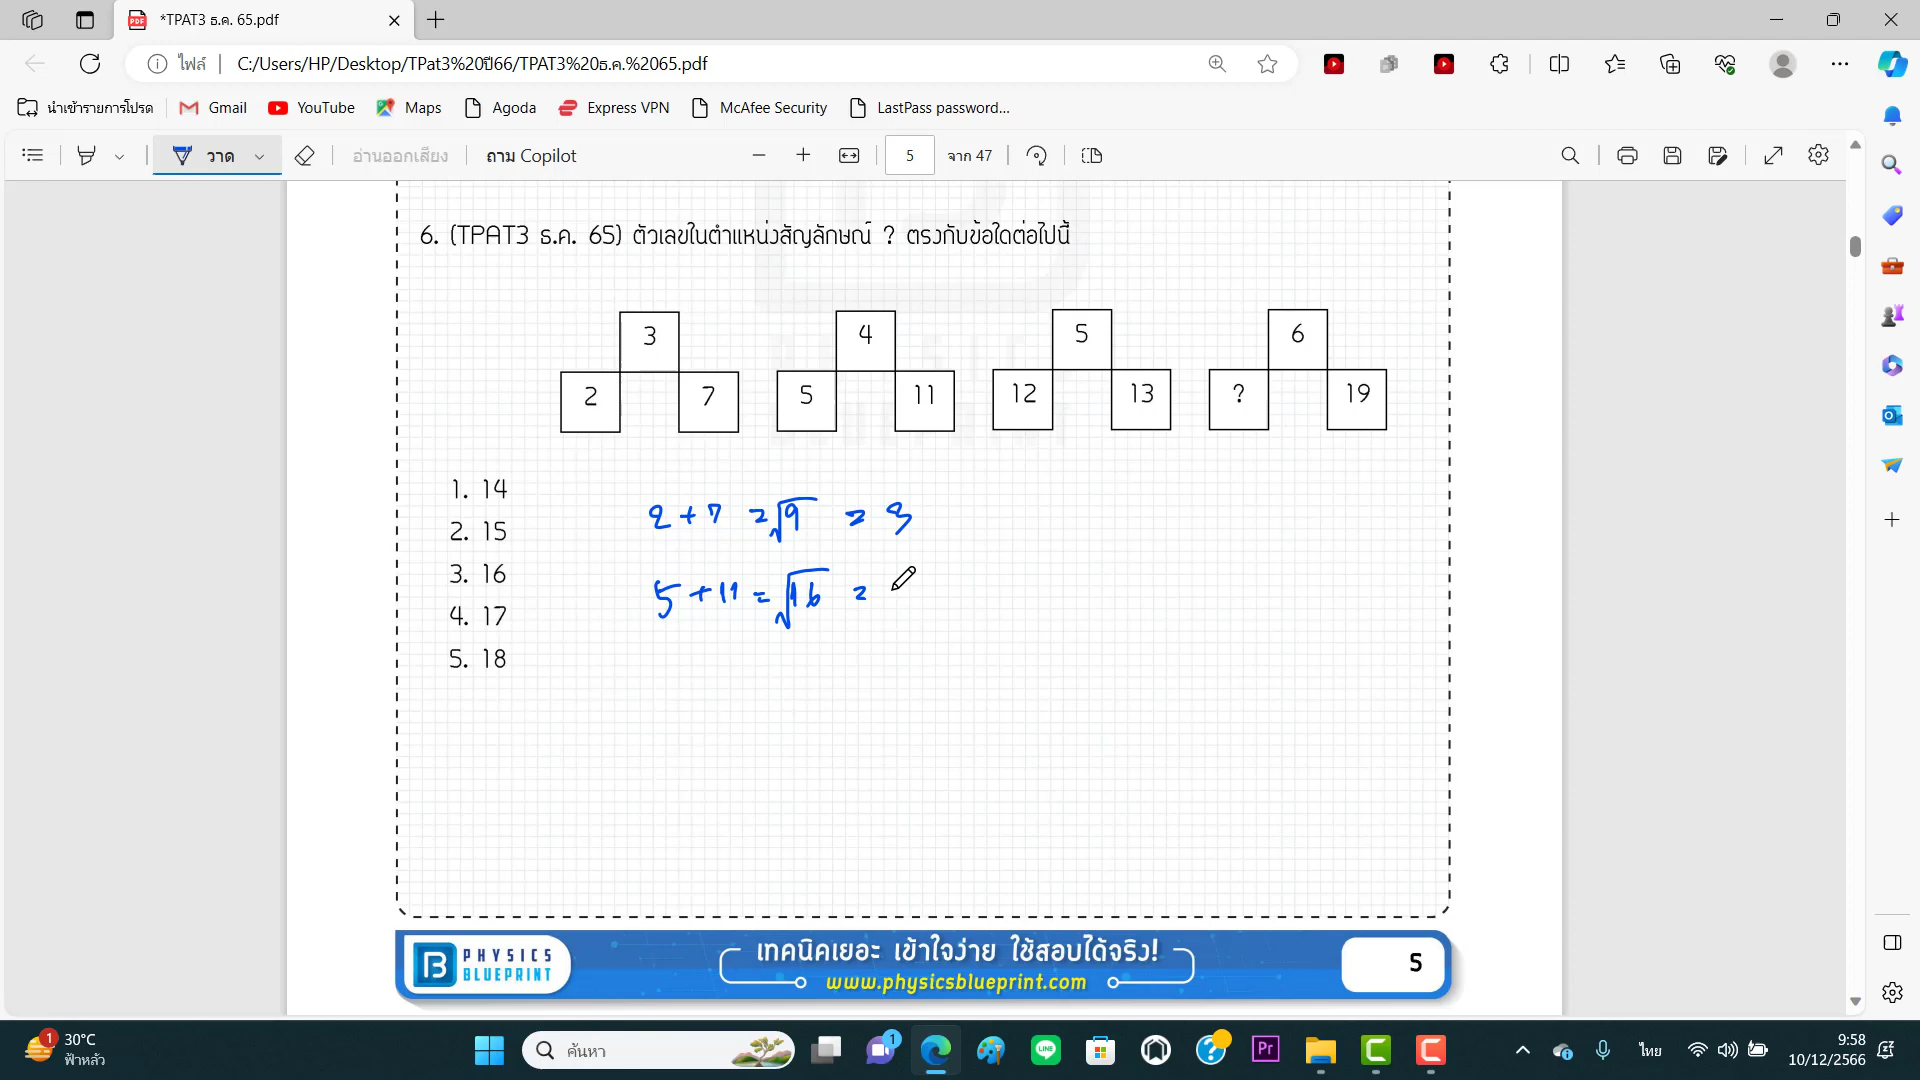 *TPAT3 ธ.ค. 65.pdf
ไฟล์ C:/Users/HP/Desktop/TPat3%20ปี66/TPAT3%20ธ.ค.%2065.pdf
นำเข้ารายการโปรด Gmail YouTube Maps Agoda Express VPN McAfee Security LastPass password...
วาด อ่านออกเสียง ถาม Copilot 5 จาก 47
6. (TPAT3 ธ.ค. 65) ตัวเลขในตำแหน่งสัญลักษณ์ ? ตรงกับข้อใดต่อไปนี้
3 4 5 6
2 7 5 11 12 13 ? 19
1. 14
2. 15
3. 16
4. 17
5. 18
2 + 7 = √9 = 3
5 + 11 = √16 =
PHYSICS BLUEPRINT
เทคนิคเยอะ เข้าใจง่าย ใช้สอบได้จริง!
www.physicsblueprint.com
5
1 30°C
ฟ้าหลัว
ค้นหา
1
Pr
ไทย
9:58
10/12/2566